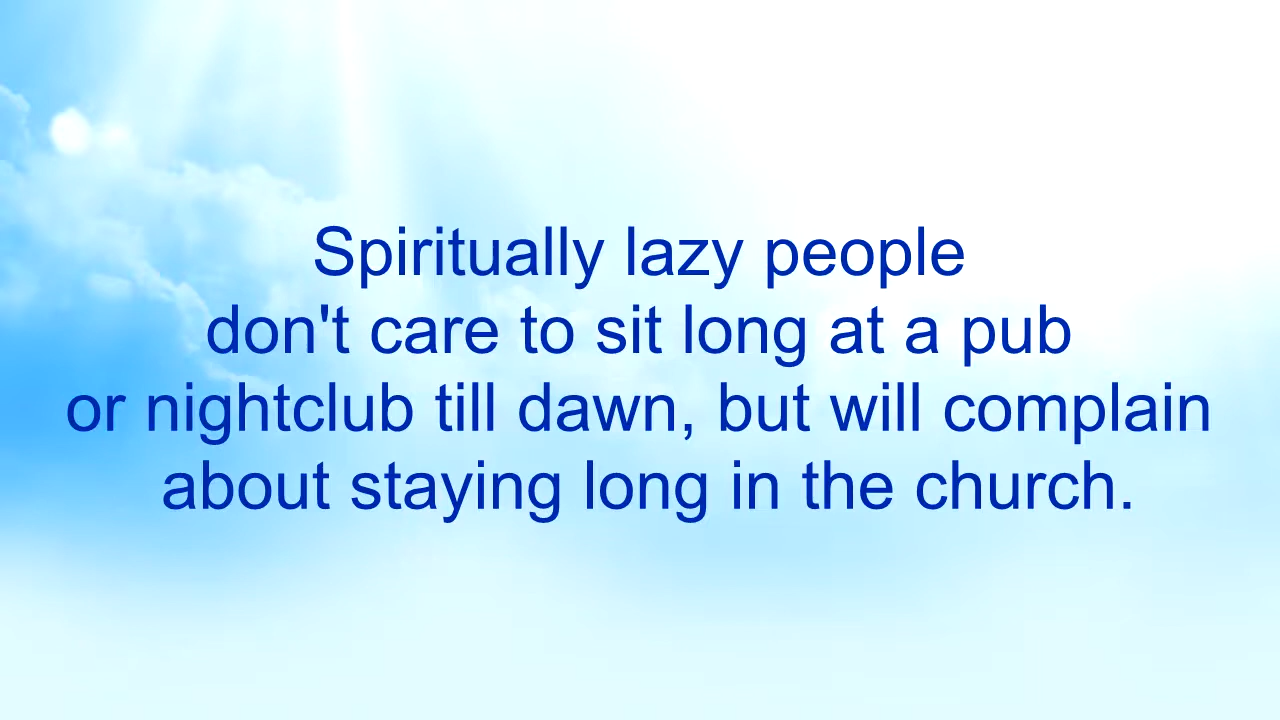 Spiritually lazy people
don't care to sit long at a pub
or nightclub till dawn, but will complain
about staying long in the church.